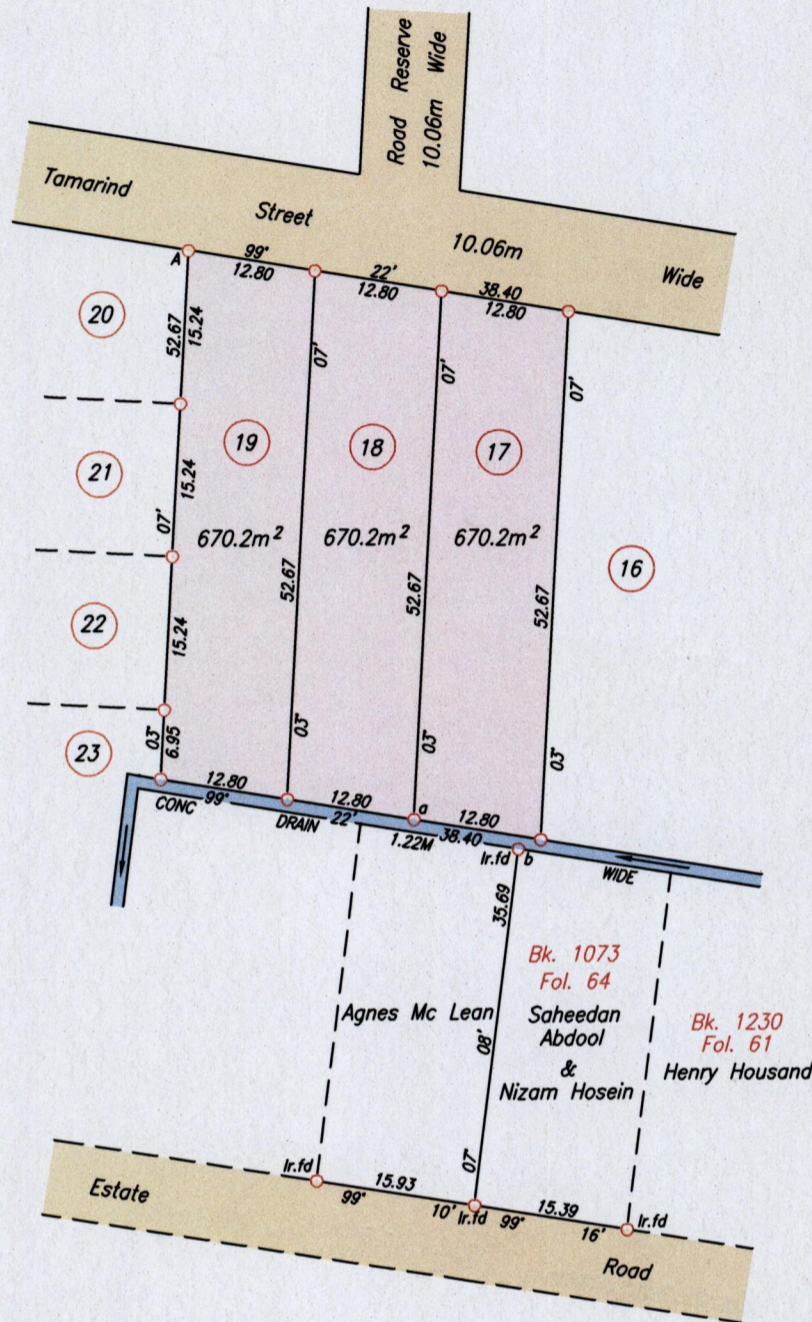 Road Reserve
10.06m Wide
Tamarind Street 10.06m Wide
A
99° 22' 38.40
12.80 12.80 12.80
20
52.67
15.24
07'
07'
07'
19
18
17
21
15.24
07'
670.2m²
670.2m²
670.2m²
16
52.67
52.67
52.67
22
15.24
03'
03'
03'
23
03'
6.95
12.80 12.80 a 12.80
CONC 99° DRAIN 22' 1.22M 38.40 WIDE
Ir.fd b
35.69
Bk. 1073
Fol. 64
Agnes Mc Lean
Saheedan
Abdool
&
Nizam Hosein
Bk. 1230
Fol. 61
Henry Housand
08'
07'
Ir.fd
15.93
99° 10'
Ir.fd
15.39
99° 16'
Ir.fd
Estate Road